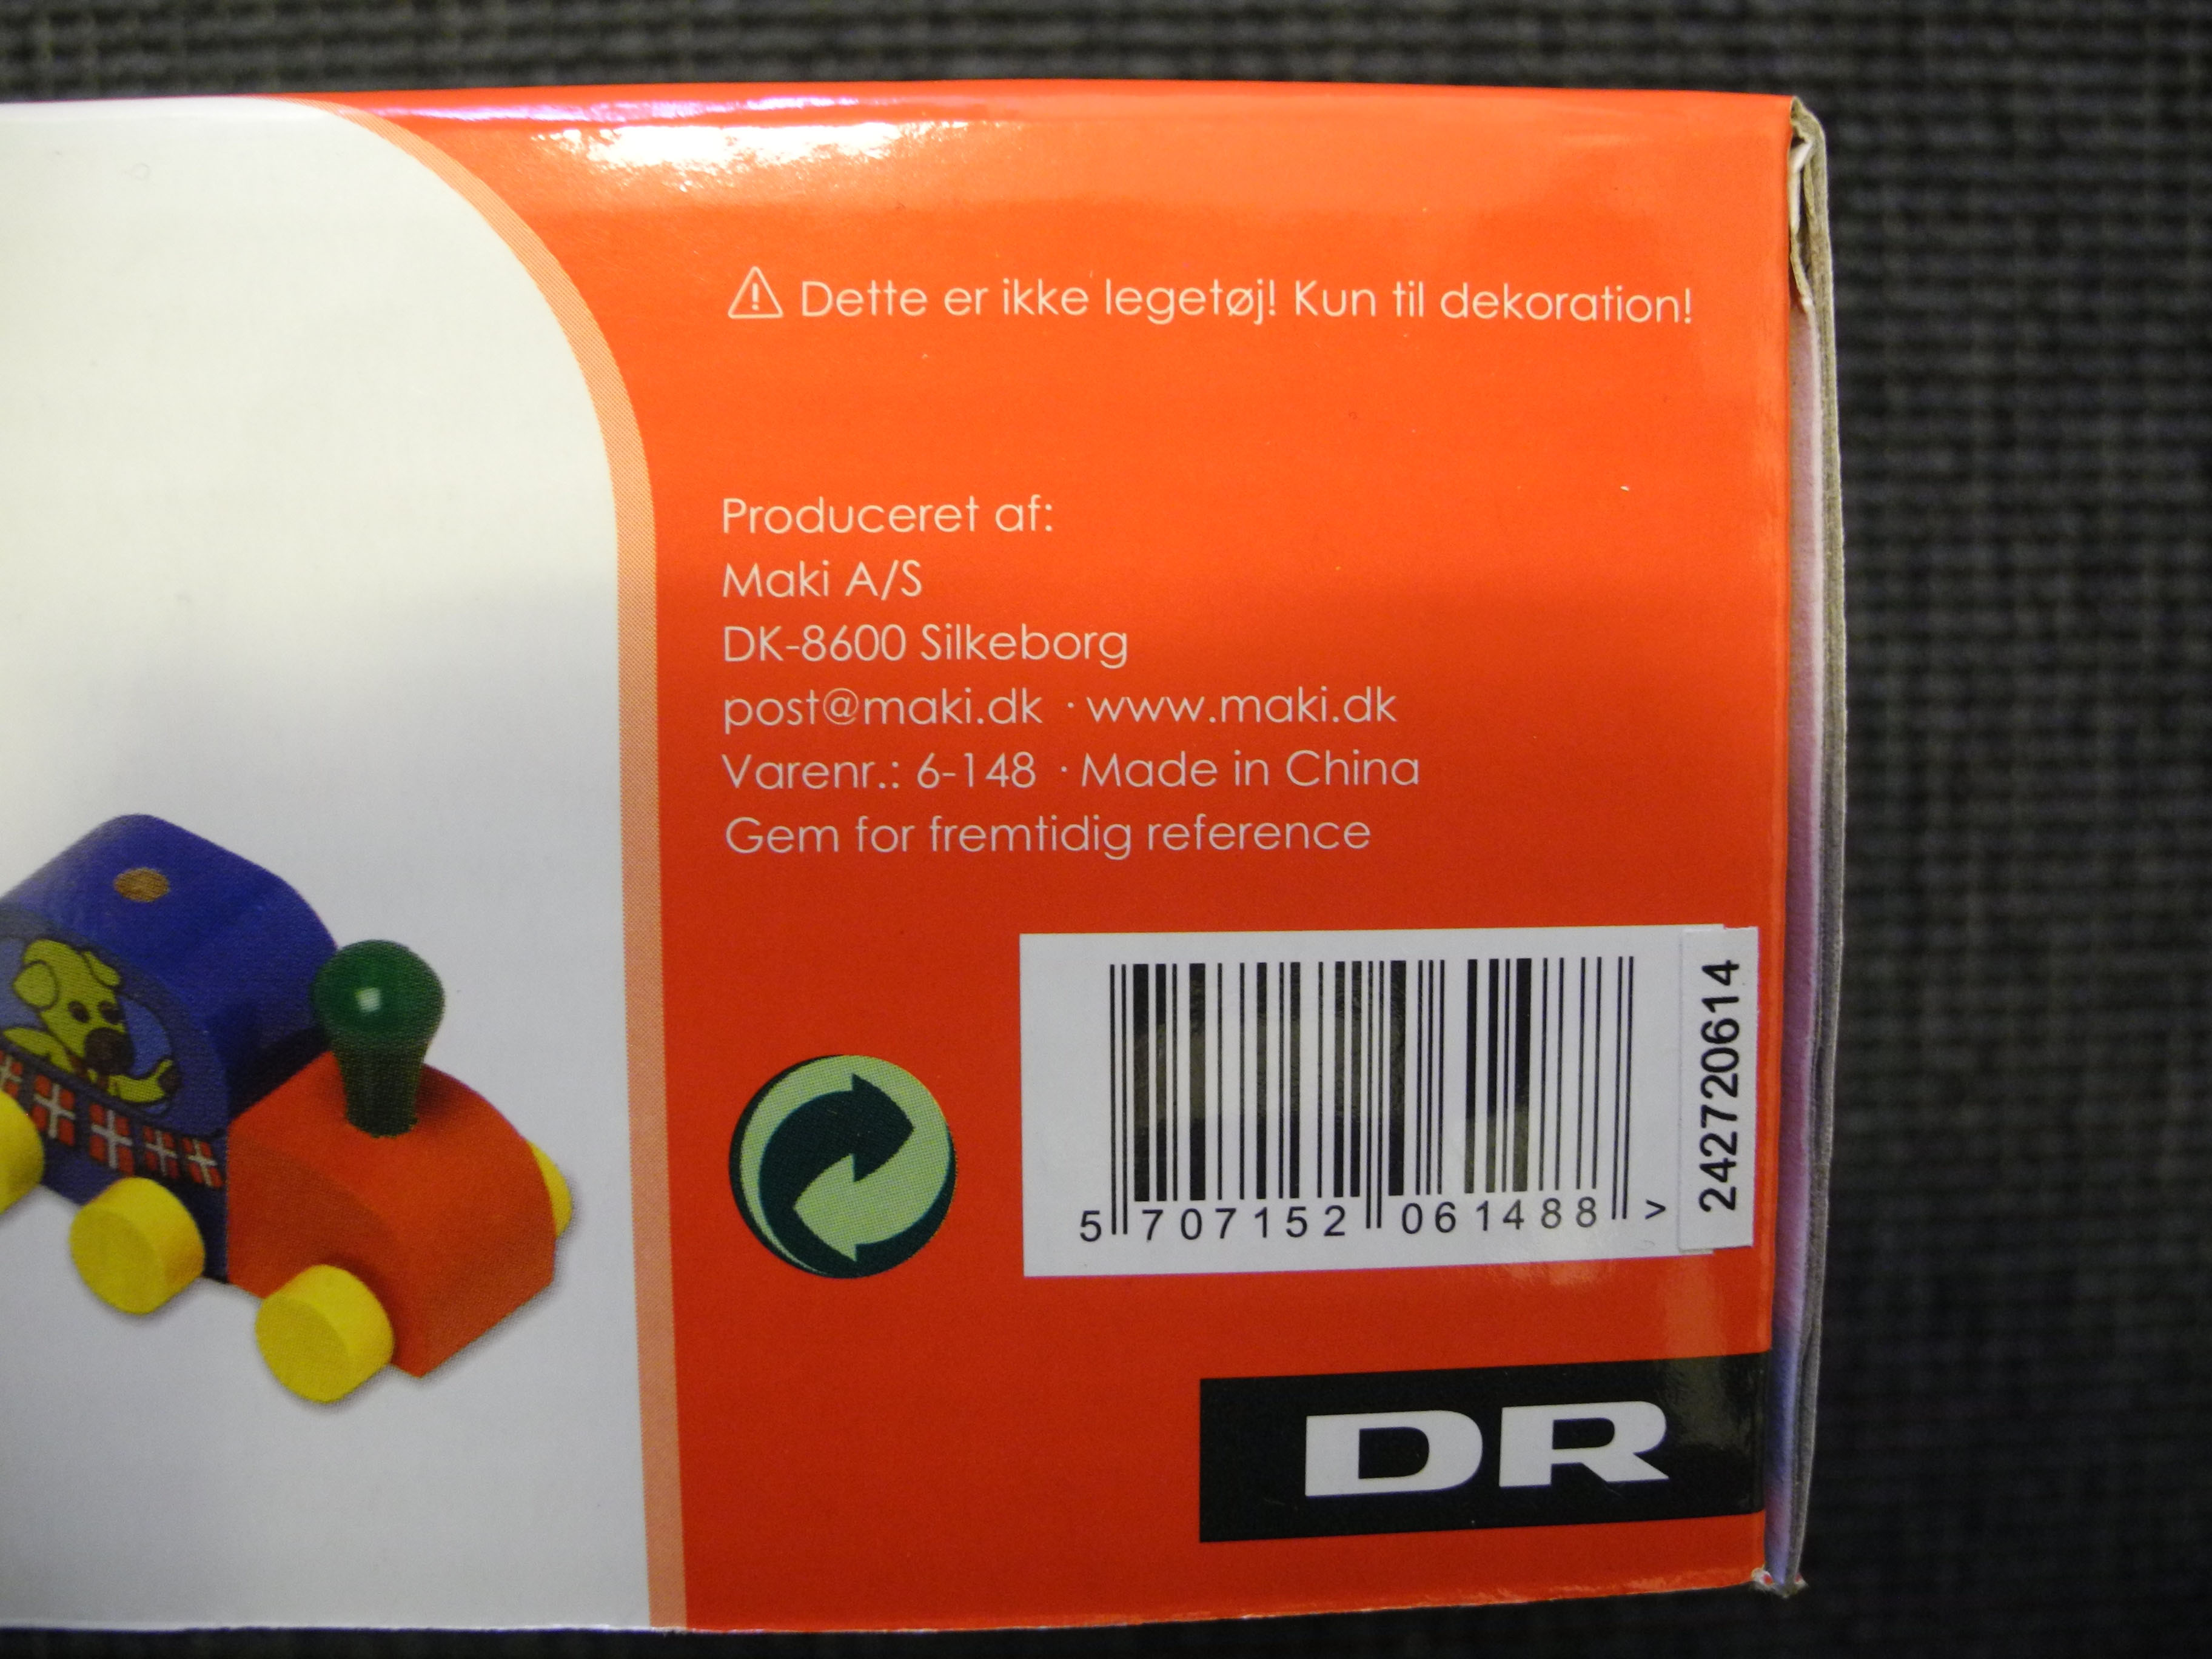 Dette er ikke legetøj! Kun til dekoration!
Produceret af:
Maki A/S
DK-8600 Silkeborg
post@maki.dk · www.maki.dk
Varenr.: 6-148 · Made in China
Gem for fremtidig reference
5 707152 061488 >
242720614
DR